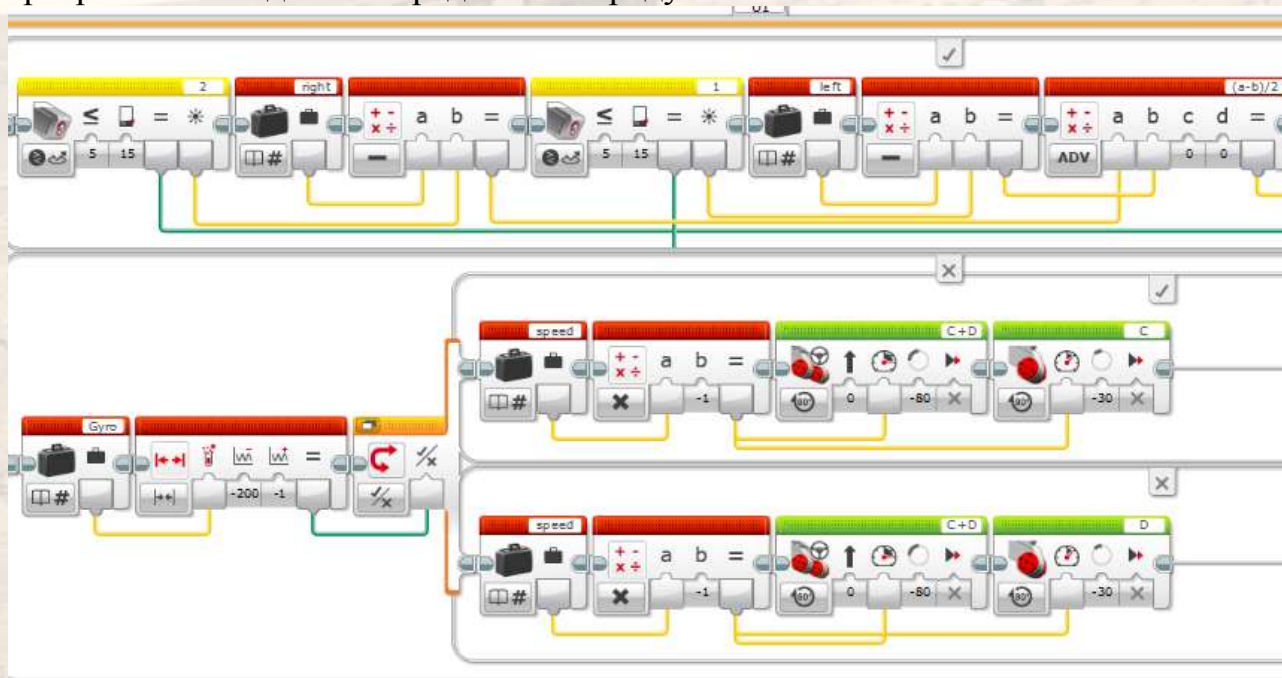 01
2 right 1 left (a-b)/2
≤ = + - × ÷ a b = ≤ = + - × ÷ a b = + - × ÷ a b c d =
5 15 # 5 15 # ADV 0 0
speed C+D C
+ - × ÷ a b =
# -1 0 -80 -30
Gyro
=
# -200 -1
speed C+D D
+ - × ÷ a b =
# -1 0 -80 -30